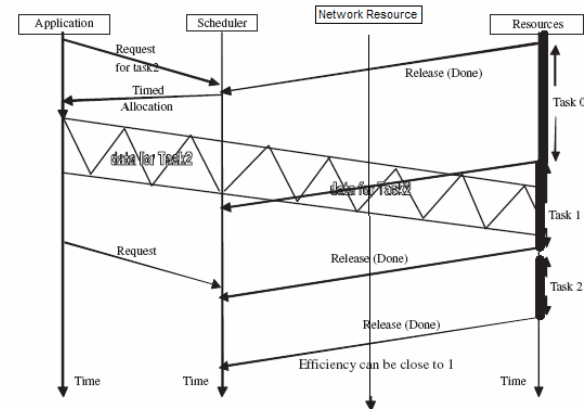 Application
Scheduler
Network Resource
Resources
Request
for task2
Release (Done)
Timed
Allocation
Task 0
data for Task2
data for Task2
Task 1
Request
Release (Done)
Task 2
Release (Done)
Efficiency can be close to 1
Time
Time
Time